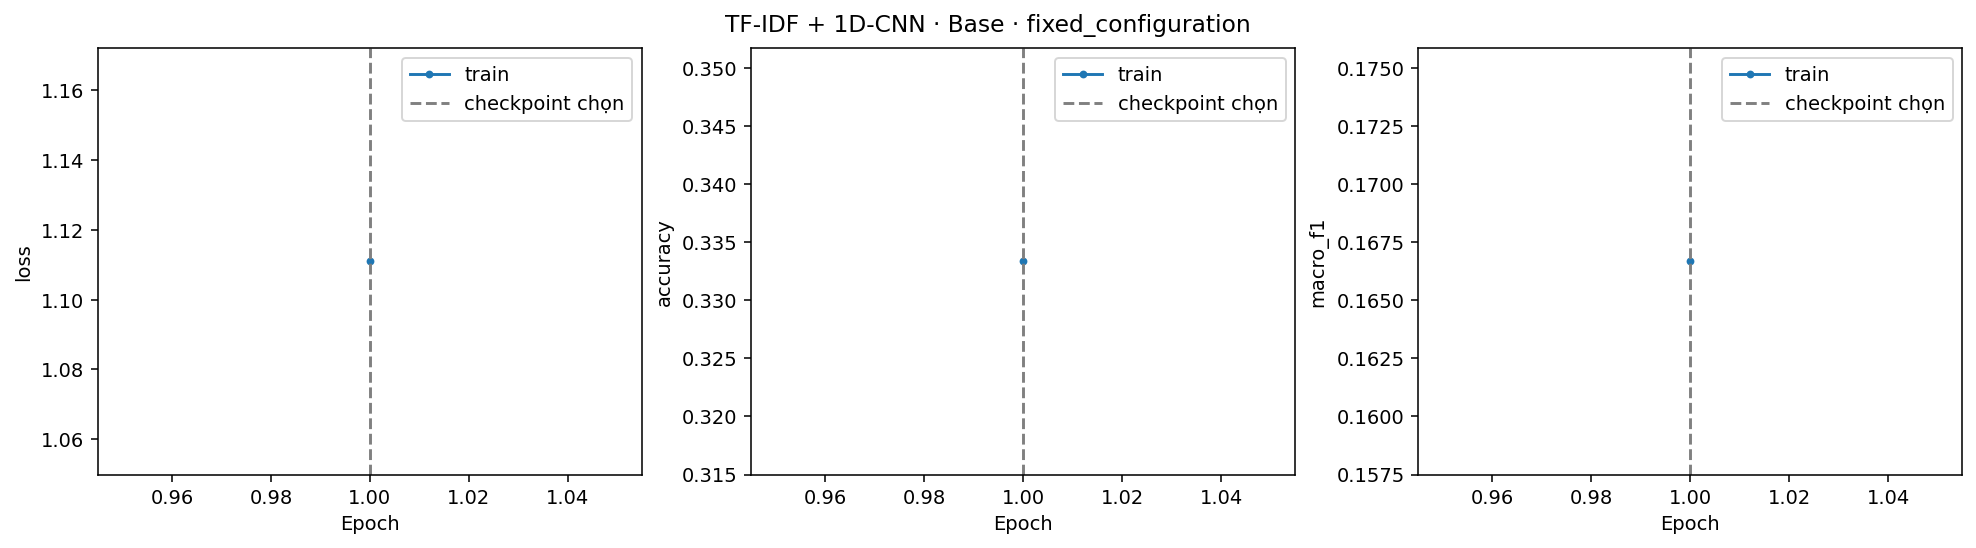 TF-IDF + 1D-CNN · Base · fixed_configuration
train
checkpoint chọn
1.16
1.14
1.12
1.10
1.08
1.06
loss
0.96 0.98 1.00 1.02 1.04
Epoch
train
checkpoint chọn
0.350
0.345
0.340
0.335
0.330
0.325
0.320
0.315
accuracy
0.96 0.98 1.00 1.02 1.04
Epoch
train
checkpoint chọn
0.1750
0.1725
0.1700
0.1675
0.1650
0.1625
0.1600
0.1575
macro_f1
0.96 0.98 1.00 1.02 1.04
Epoch